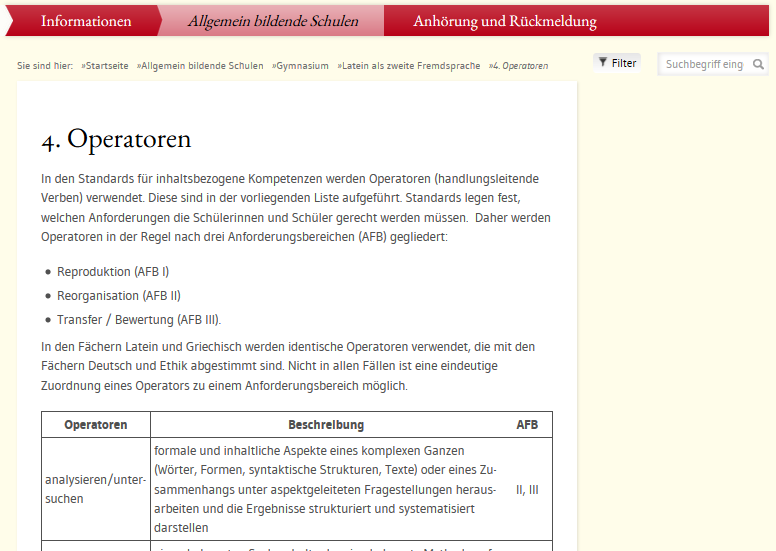 Informationen Allgemein bildende Schulen Anhörung und Rückmeldung
Sie sind hier: »Startseite »Allgemein bildende Schulen »Gymnasium »Latein als zweite Fremdsprache »4. Operatoren
Filter
Suchbegriff eing
4. Operatoren
In den Standards für inhaltsbezogene Kompetenzen werden Operatoren (handlungsleitende
Verben) verwendet. Diese sind in der vorliegenden Liste aufgeführt. Standards legen fest,
welchen Anforderungen die Schülerinnen und Schüler gerecht werden müssen. Daher werden
Operatoren in der Regel nach drei Anforderungsbereichen (AFB) gegliedert:
• Reproduktion (AFB I)
• Reorganisation (AFB II)
• Transfer / Bewertung (AFB III).
In den Fächern Latein und Griechisch werden identische Operatoren verwendet, die mit den
Fächern Deutsch und Ethik abgestimmt sind. Nicht in allen Fällen ist eine eindeutige
Zuordnung eines Operators zu einem Anforderungsbereich möglich.
Operatoren Beschreibung AFB
analysieren/unter-
suchen
formale und inhaltliche Aspekte eines komplexen Ganzen
(Wörter, Formen, syntaktische Strukturen, Texte) oder eines Zu-
sammenhangs unter aspektgeleiteten Fragestellungen heraus-
arbeiten und die Ergebnisse strukturiert und systematisiert
darstellen
II, III